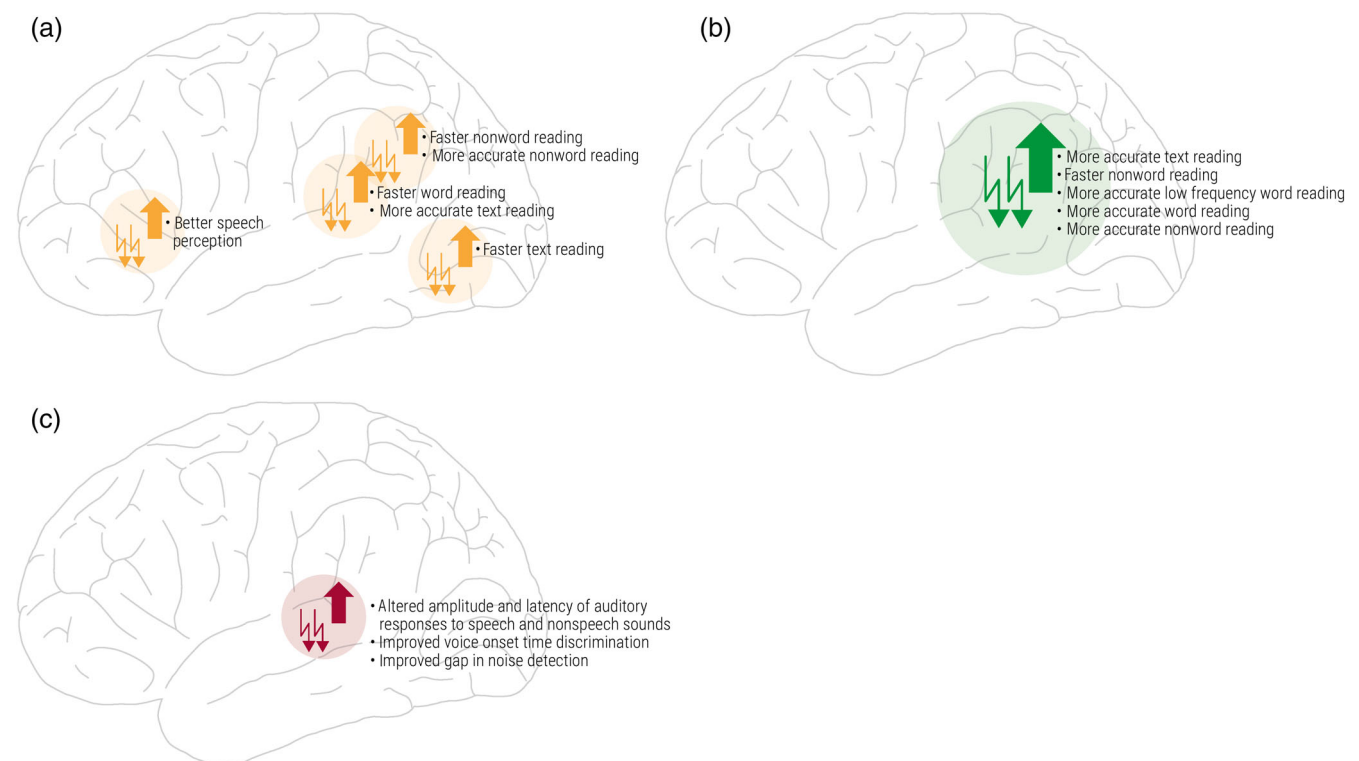 (a)
• Faster nonword reading
• More accurate nonword reading
• Faster word reading
• More accurate text reading
• Better speech
perception
• Faster text reading
(b)
• More accurate text reading
• Faster nonword reading
• More accurate low frequency word reading
• More accurate word reading
• More accurate nonword reading
(c)
• Altered amplitude and latency of auditory
responses to speech and nonspeech sounds
• Improved voice onset time discrimination
• Improved gap in noise detection